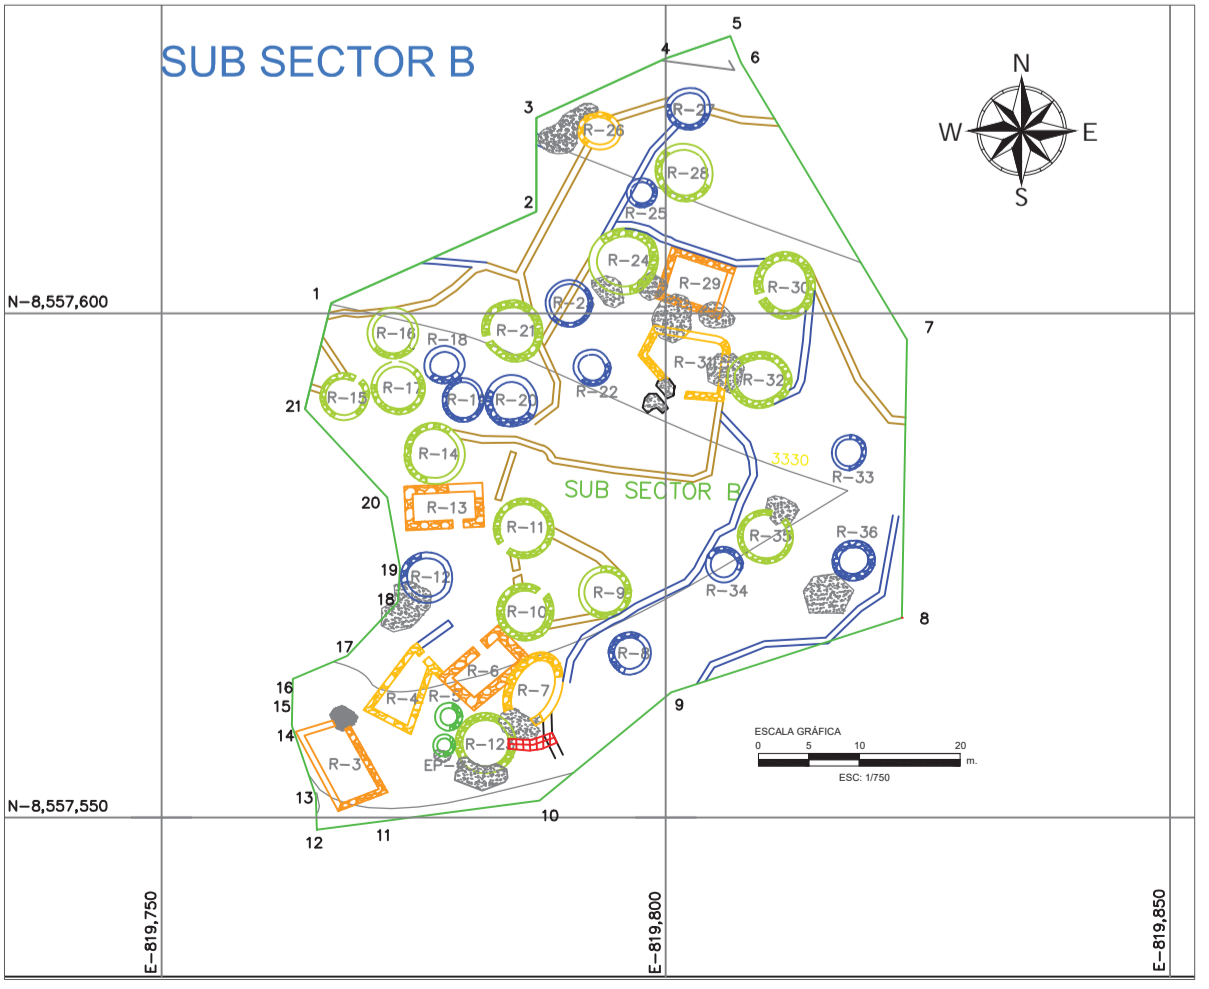 SUB SECTOR B
5
4
6
N
3
R-27
R-26
W
E
R-28
S
2
R-25
R-24
R-29
R-30
1
N-8,557,600
R-2
R-21
7
R-16
R-18
R-31
R-32
R-22
R-17
R-15
R-1
R-20
21
R-14
3330
R-33
SUB SECTOR B
20
R-13
R-11
R-35
R-36
19
R-12
R-34
18
R-9
R-10
8
17
R-8
R-6
16
R-4
R-5
R-7
15
9
14
R-12
ESCALA GRÁFICA
0 5 10 20
m.
ESC: 1/750
R-3
EP-
13
N-8,557,550
10
11
12
E-819,750
E-819,800
E-819,850